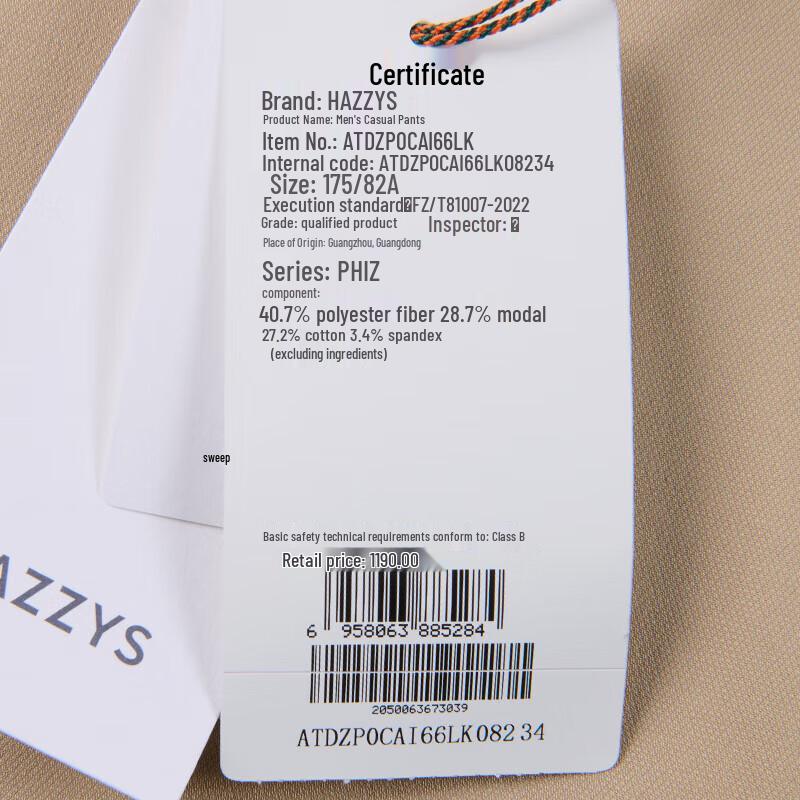 Certificate
Brand: HAZZYS
Product Name: Men's Casual Pants
Item No.: ATDZP0CAI66LK
Internal code: ATDZP0CAI66LK08234
Size: 175/82A
Execution standard FZ/T81007-2022
Grade: qualified product
Inspector:
Place of Origin: Guangzhou, Guangdong
Series: PHIZ
component:
40.7% polyester fiber 28.7% modal
27.2% cotton 3.4% spandex
(excluding ingredients)
sweep
Basic safety technical requirements conform to: Class B
Retail price: 1190.00
6 958063 885284
2050063673039
ATDZP0CAI66LK08234
AZZYS